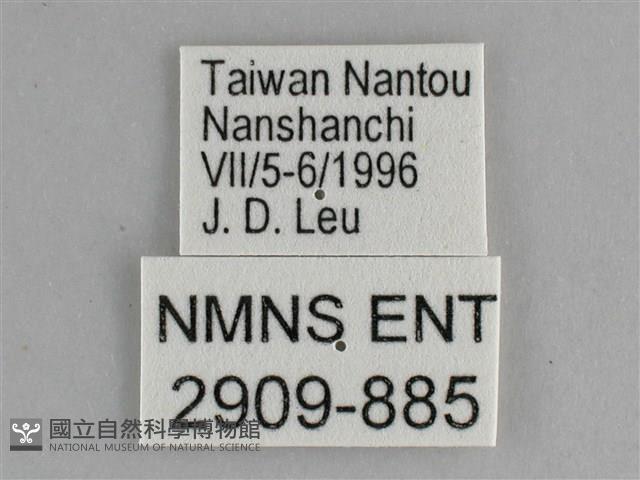 Taiwan Nantou
Nanshanchi
VII/5-6/1996
J. D. Leu
NMNS ENT
2909-885
國立自然科學博物館
NATIONAL MUSEUM OF NATURAL SCIENCE